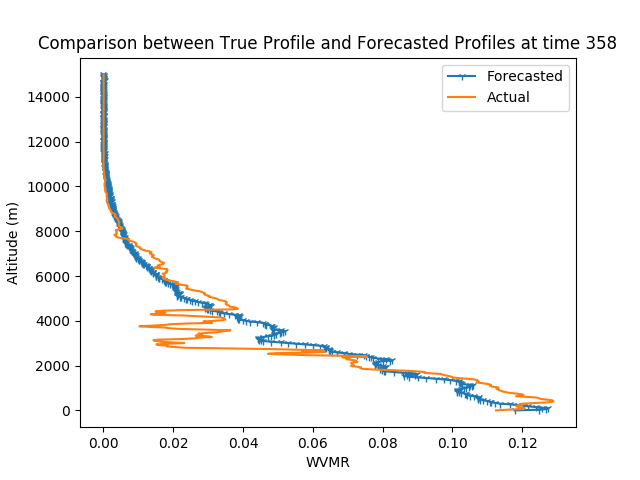 Comparison between True Profile and Forecasted Profiles at time 358
Forecasted
Actual
14000
12000
10000
8000
6000
4000
2000
0
Altitude (m)
0.00 0.02 0.04 0.06 0.08 0.10 0.12
WVMR